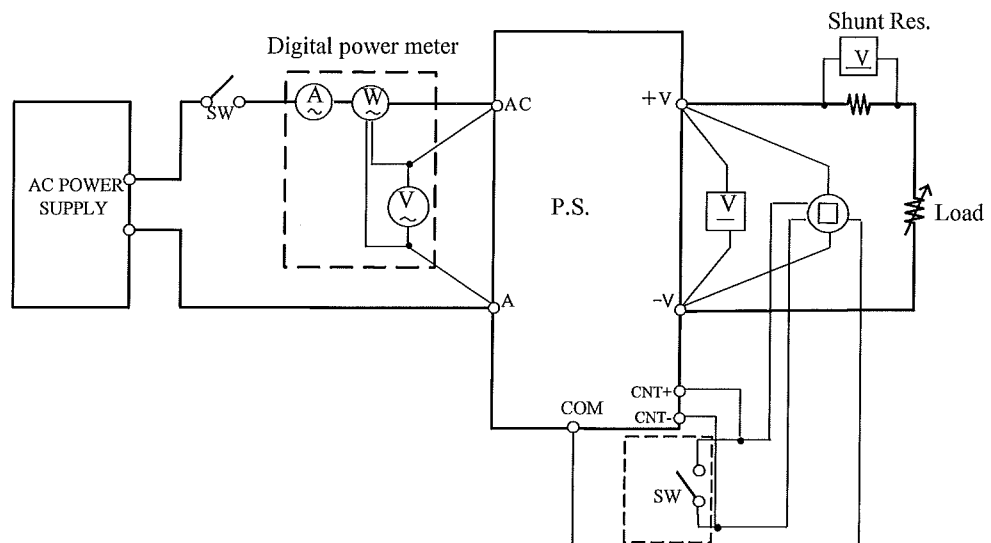 Shunt Res.
Digital power meter
V
A
W
SW
AC
+V
AC POWER
SUPPLY
V
P.S.
V
Load
A
-V
CNT+
COM
CNT-
SW